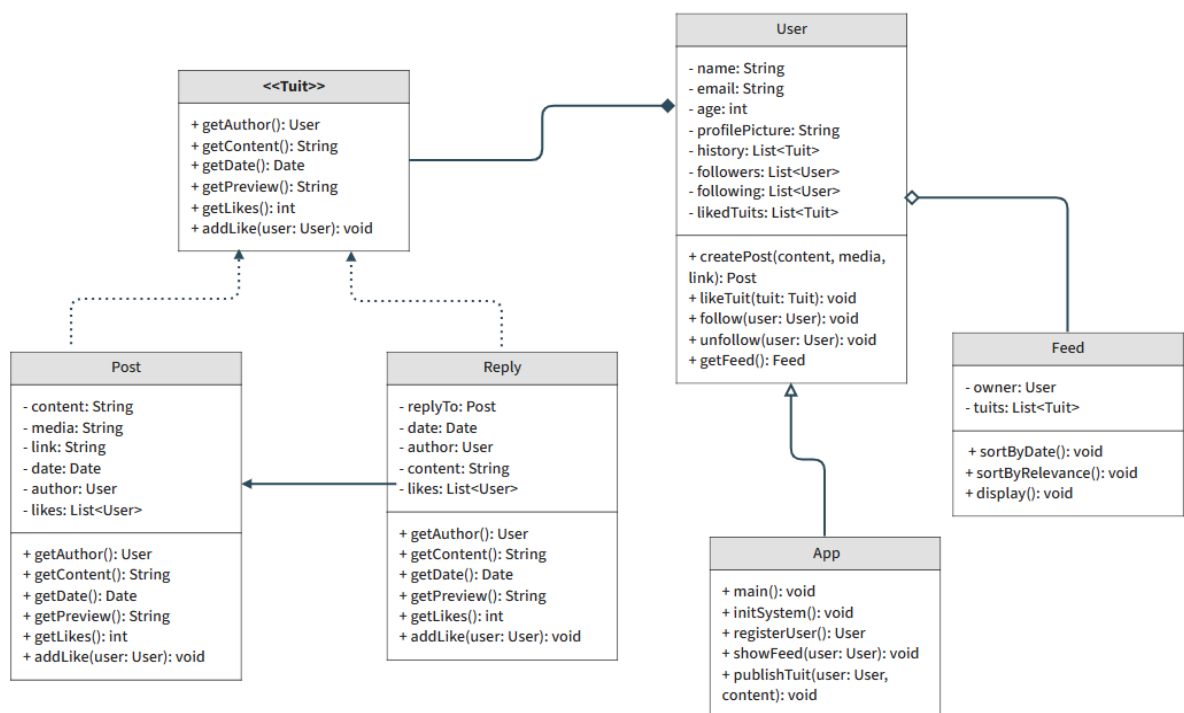 <<Tuit>>
+ getAuthor(): User
+ getContent(): String
+ getDate(): Date
+ getPreview(): String
+ getLikes(): int
+ addLike(user: User): void
User
- name: String
- email: String
- age: int
- profilePicture: String
- history: List<Tuit>
- followers: List<User>
- following: List<User>
- likedTuits: List<Tuit>
+ createPost(content, media,
link): Post
+ likeTuit(tuit: Tuit): void
+ follow(user: User): void
+ unfollow(user: User): void
+ getFeed(): Feed
Post
- content: String
- media: String
- link: String
- date: Date
- author: User
- likes: List<User>
+ getAuthor(): User
+ getContent(): String
+ getDate(): Date
+ getPreview(): String
+ getLikes(): int
+ addLike(user: User): void
Reply
- replyTo: Post
- date: Date
- author: User
- content: String
- likes: List<User>
+ getAuthor(): User
+ getContent(): String
+ getDate(): Date
+ getPreview(): String
+ getLikes(): int
+ addLike(user: User): void
Feed
- owner: User
- tuits: List<Tuit>
+ sortByDate(): void
+ sortByRelevance(): void
+ display(): void
App
+ main(): void
+ initSystem(): void
+ registerUser(): User
+ showFeed(user: User): void
+ publishTuit(user: User,
content): void